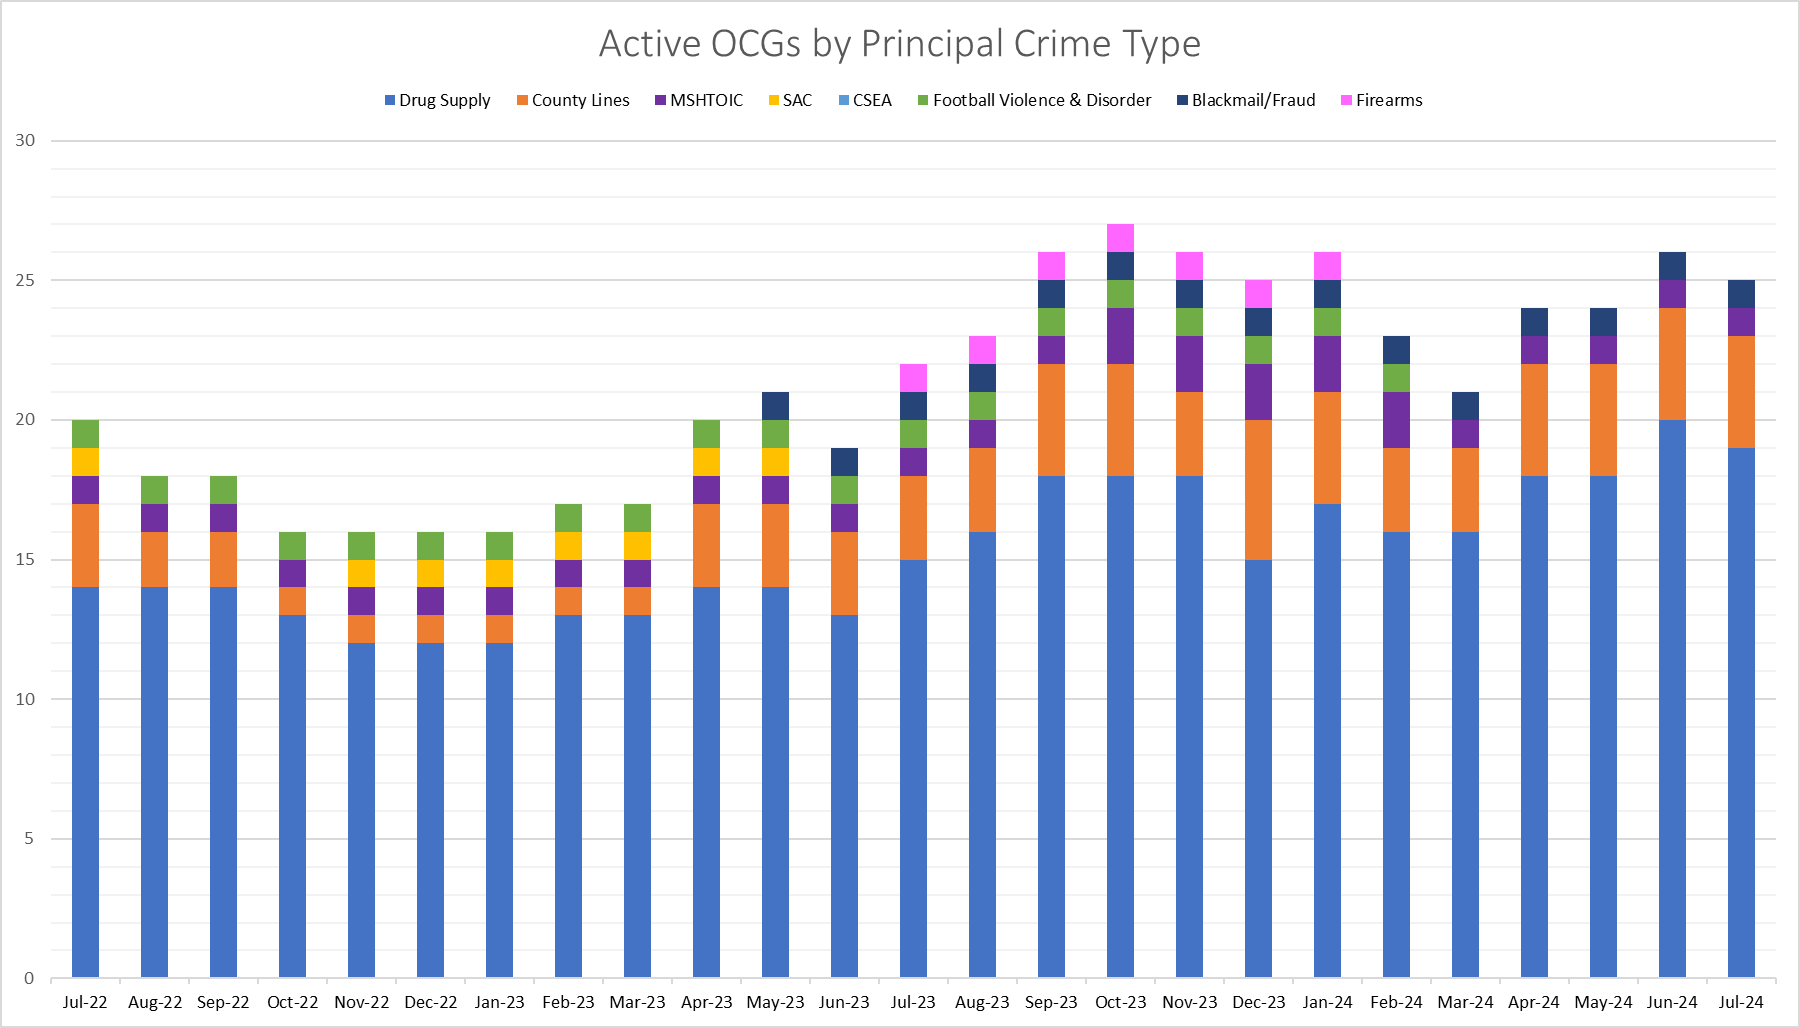 Active OCGs by Principal Crime Type
Drug Supply County Lines MSHTOIC SAC CSEA Football Violence & Disorder Blackmail/Fraud Firearms
30
25
20
15
10
5
0
Jul-22 Aug-22 Sep-22 Oct-22 Nov-22 Dec-22 Jan-23 Feb-23 Mar-23 Apr-23 May-23 Jun-23 Jul-23 Aug-23 Sep-23 Oct-23 Nov-23 Dec-23 Jan-24 Feb-24 Mar-24 Apr-24 May-24 Jun-24 Jul-24